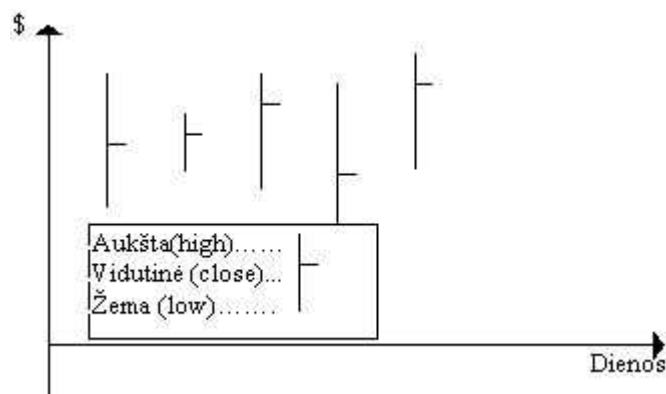 $
Aukšta(high)......
Vidutinė (close)...
Žema (low).......
Dienos